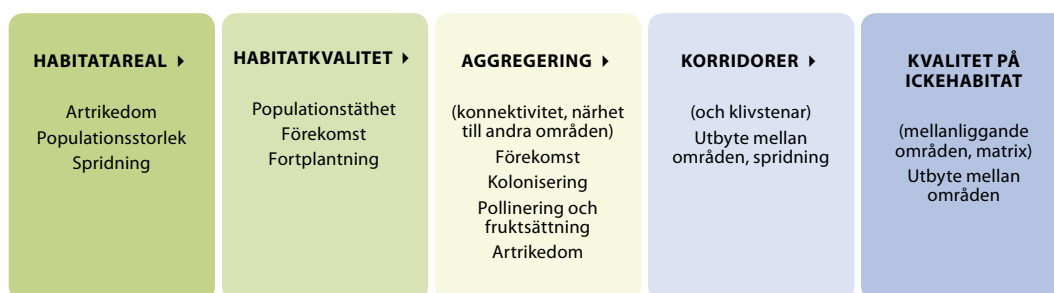 HABITATAREAL ▸
Artrikedom
Populationsstorlek
Spridning
HABITATKVALITET ▸
Populationstäthet
Förekomst
Fortplantning
AGGREGERING ▸
(konnektivitet, närhet
till andra områden)
Förekomst
Kolonisering
Pollinering och
fruktsättning
Artrikedom
KORRIDORER ▸
(och klivstenar)
Utbyte mellan
områden, spridning
KVALITET PÅ
ICKEHABITAT
(mellanliggande
områden, matrix)
Utbyte mellan
områden